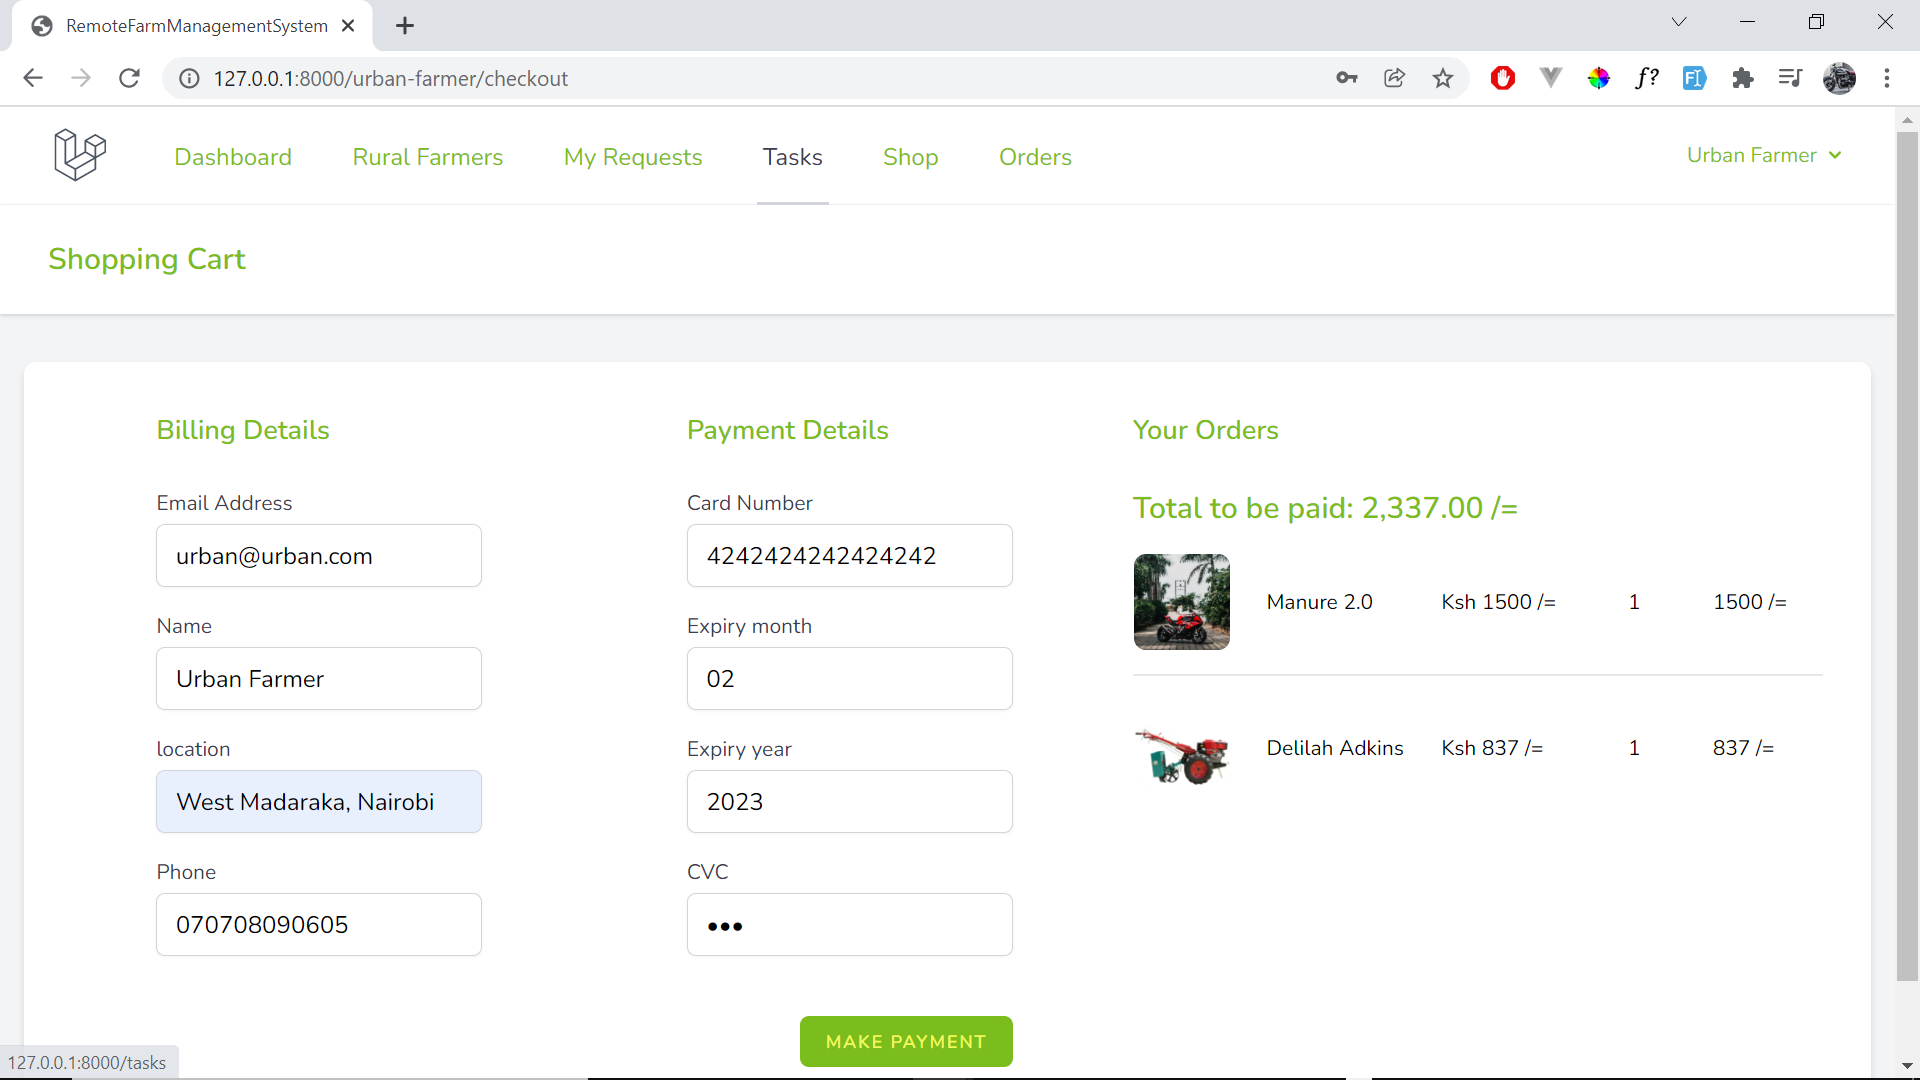 RemoteFarmManagementSystem
127.0.0.1:8000/urban-farmer/checkout
f?
Dashboard Rural Farmers My Requests Tasks Shop Orders Urban Farmer
Shopping Cart
Billing Details
Email Address
urban@urban.com
Name
Urban Farmer
location
West Madaraka, Nairobi
Phone
070708090605
Payment Details
Card Number
4242424242424242
Expiry month
02
Expiry year
2023
CVC
•••
MAKE PAYMENT
Your Orders
Total to be paid: 2,337.00 /=
Manure 2.0 Ksh 1500 /= 1 1500 /=
Delilah Adkins Ksh 837 /= 1 837 /=
127.0.0.1:8000/tasks